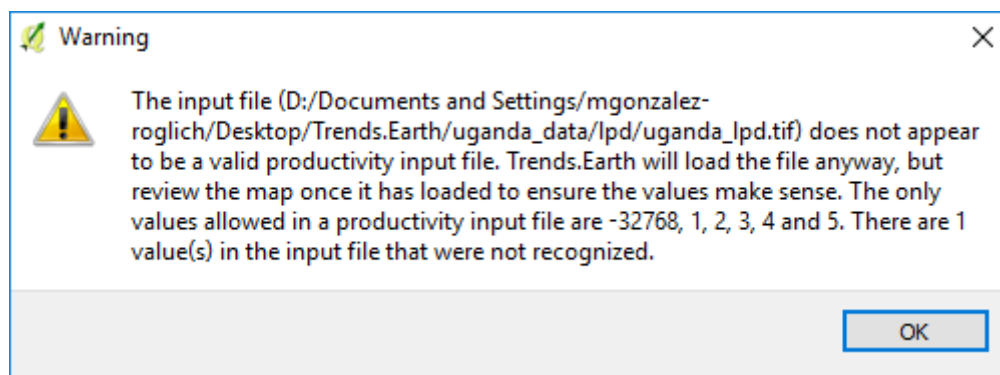 Warning
The input file (D:/Documents and Settings/mgonzalez-
roglich/Desktop/Trends.Earth/uganda_data/lpd/uganda_lpd.tif) does not appear
to be a valid productivity input file. Trends.Earth will load the file anyway, but
review the map once it has loaded to ensure the values make sense. The only
values allowed in a productivity input file are -32768, 1, 2, 3, 4 and 5. There are 1
value(s) in the input file that were not recognized.
OK